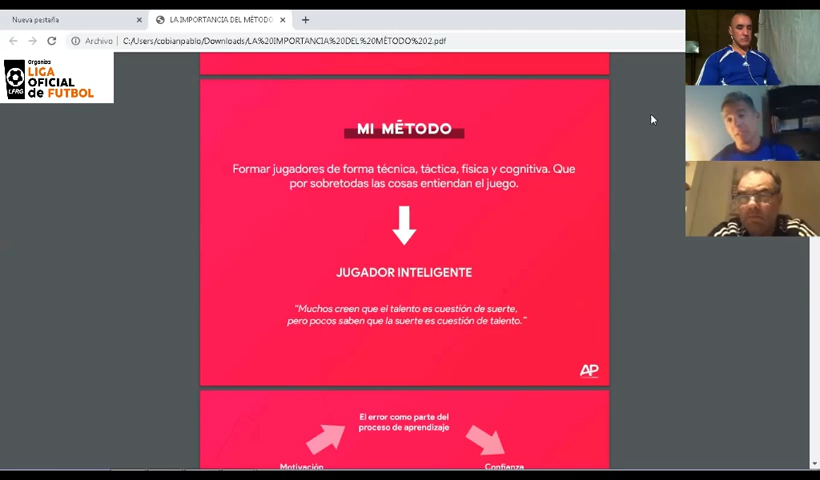 Nueva pestaña
LA IMPORTANCIA DEL MÉTODO
Archivo
C:/Users/cobianpablo/Downloads/LA%20IMPORTANCIA%20DEL%20MÉTODO%202.pdf
Organiza
LIGA
OFICIAL
de FUTBOL
LFRG
MI MÉTODO
Formar jugadores de forma técnica, táctica, física y cognitiva. Que
por sobretodas las cosas entiendan el juego.
JUGADOR INTELIGENTE
"Muchos creen que el talento es cuestión de suerte,
pero pocos saben que la suerte es cuestión de talento."
AP
El error como parte del
proceso de aprendizaje
Motivación
Confianza